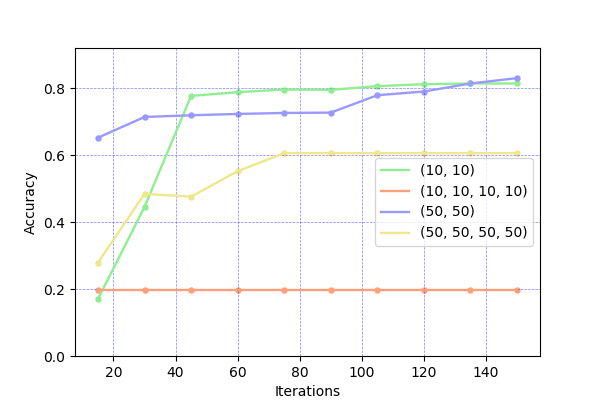 0.8
0.6
0.4
0.2
0.0
Accuracy
20 40 60 80 100 120 140
Iterations
(10, 10)
(10, 10, 10, 10)
(50, 50)
(50, 50, 50, 50)